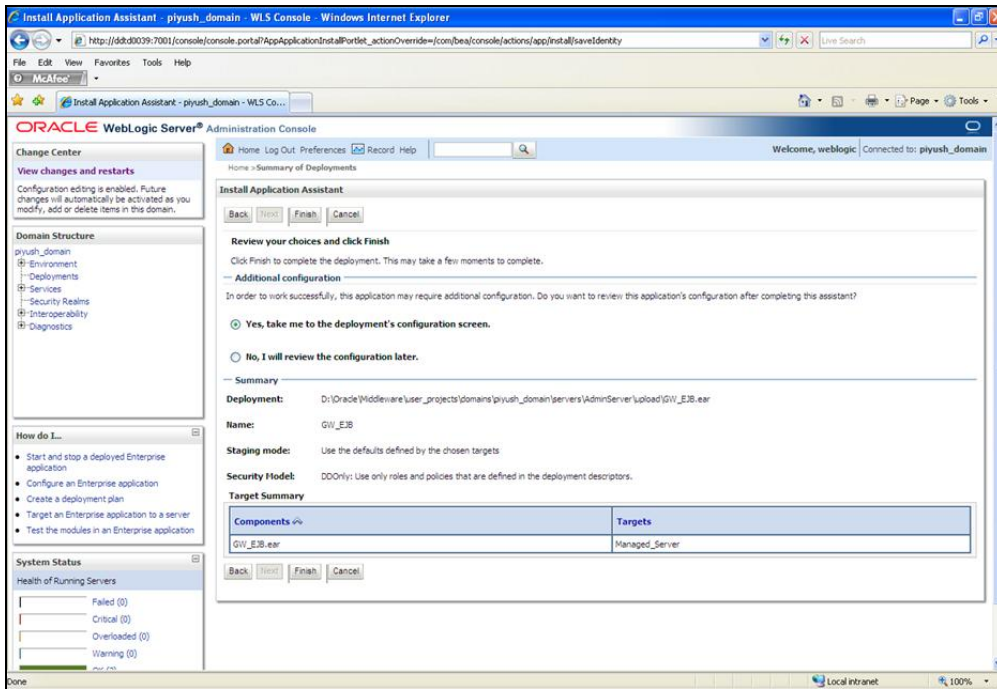 Install Application Assistant - piyush_domain - WLS Console - Windows Internet Explorer
http://ddtd0039:7001/console/console.portal?AppApplicationInstallPortlet_actionOverride=/com/bea/console/actions/app/install/saveIdentity
Live Search
File Edit View Favorites Tools Help
McAfee
Install Application Assistant - piyush_domain - WLS Co...
Page Tools
ORACLE WebLogic Server® Administration Console
Change Center
View changes and restarts
Configuration editing is enabled. Future
changes will automatically be activated as you
modify, add or delete items in this domain.
Domain Structure
piyush_domain
Environment
Deployments
Services
Security Realms
Interoperability
Diagnostics
How do I...
Start and stop a deployed Enterprise
application
Configure an Enterprise application
Create a deployment plan
Target an Enterprise application to a server
Test the modules in an Enterprise application
System Status
Health of Running Servers
Failed (0)
Critical (0)
Overloaded (0)
Warning (0)
Home Log Out Preferences Record Help
Welcome, weblogic Connected to: piyush_domain
Home >Summary of Deployments
Install Application Assistant
Back Next Finish Cancel
Review your choices and click Finish
Click Finish to complete the deployment. This may take a few moments to complete.
Additional configuration
In order to work successfully, this application may require additional configuration. Do you want to review this application's configuration after completing this assistant?
Yes, take me to the deployment's configuration screen.
No, I will review the configuration later.
Summary
Deployment: D:\Oracle\Middleware\user_projects\domains\piyush_domain\servers\AdminServer\upload\GW_EJB.ear
Name: GW_EJB
Staging mode: Use the defaults defined by the chosen targets
Security Model: DDOnly: Use only roles and policies that are defined in the deployment descriptors.
Target Summary
Components Targets
GW_EJB.ear Managed_Server
Back Next Finish Cancel
Done
Local intranet
100%